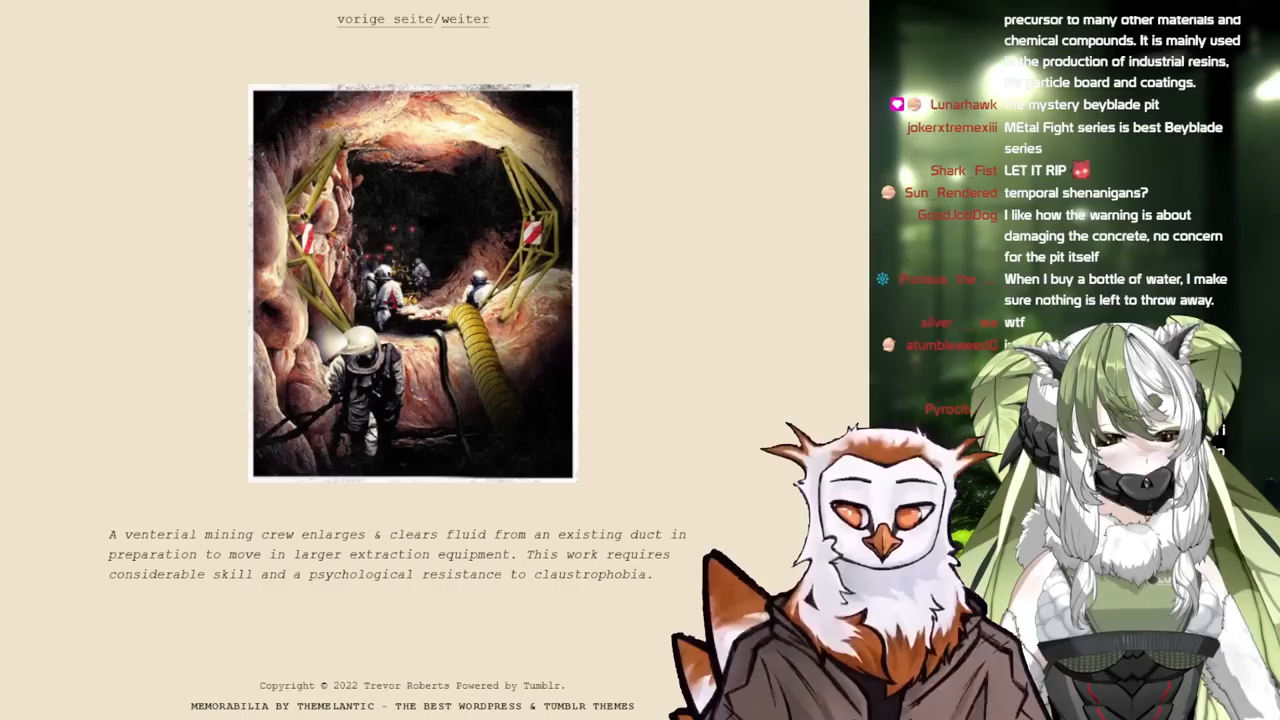 vorige seite/weiter
A venterial mining crew enlarges & clears fluid from an existing duct in
preparation to move in larger extraction equipment. This work requires
considerable skill and a psychological resistance to claustrophobia.
Copyright © 2022 Trevor Roberts Powered by Tumblr.
MEMORABILIA BY THEMELANTIC - THE BEST WORDPRESS & TUMBLR THEMES
precursor to many other materials and
chemical compounds. It is mainly used
the production of industrial resins,
particle board and coatings.
Lunarhawk mystery beyblade pit
jokerxtremexiii MEtal Fight series is best Beyblade
series
Shark_Fist LET IT RIP
Sun_Rendered temporal shenanigans?
GoodJobDog I like how the warning is about
damaging the concrete, no concern
for the pit itself
Proteus_the_... When I buy a bottle of water, I make
sure nothing is left to throw away.
silver wtf
atumbleweed0